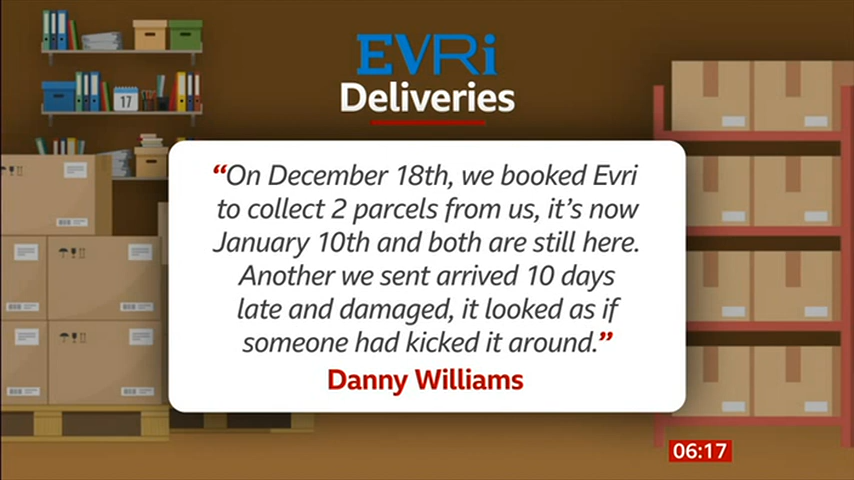 17
EVRi
Deliveries
“On December 18th, we booked Evri
to collect 2 parcels from us, it’s now
January 10th and both are still here.
Another we sent arrived 10 days
late and damaged, it looked as if
someone had kicked it around.”
Danny Williams
06:17